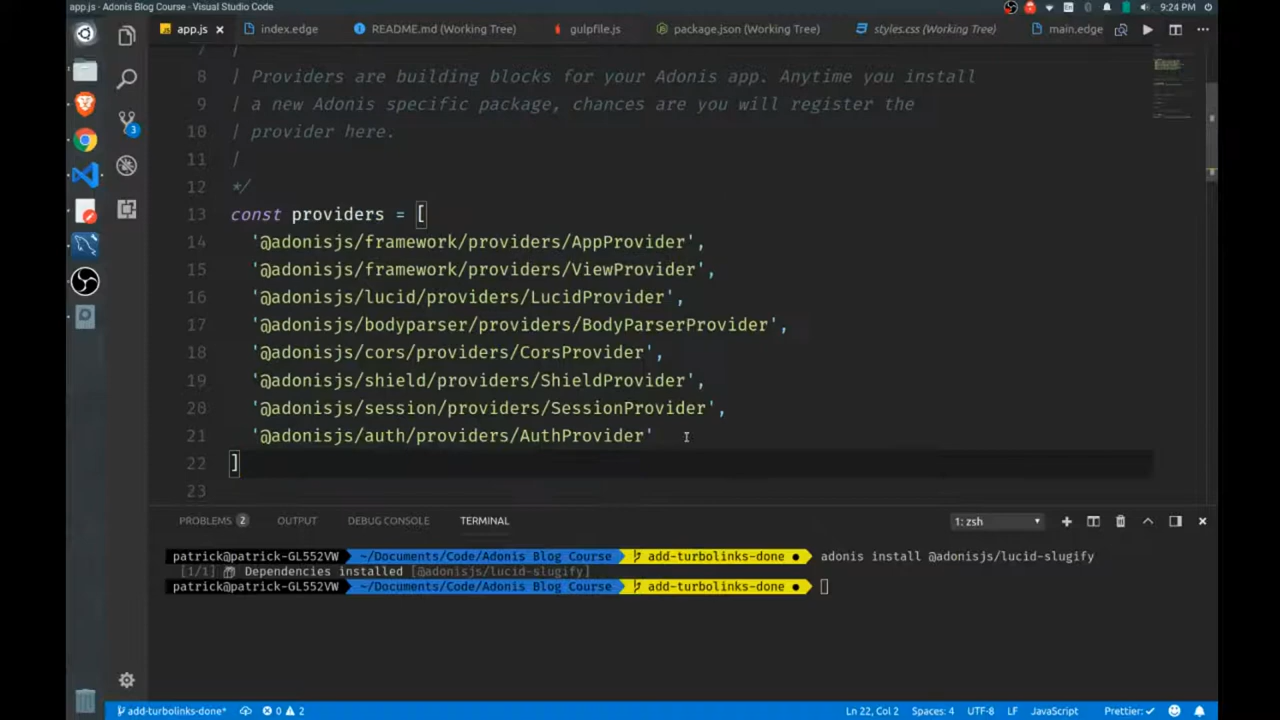 app.js - Adonis Blog Course - Visual Studio Code
9:24 PM
app.js
index.edge
README.md (Working Tree)
gulpfile.js
package.json (Working Tree)
styles.css (Working Tree)
main.edge
7 |
8 | Providers are building blocks for your Adonis app. Anytime you install
9 | a new Adonis specific package, chances are you will register the
10 | provider here.
11 |
12 */
13 const providers = [
14 '@adonisjs/framework/providers/AppProvider',
15 '@adonisjs/framework/providers/ViewProvider',
16 '@adonisjs/lucid/providers/LucidProvider',
17 '@adonisjs/bodyparser/providers/BodyParserProvider',
18 '@adonisjs/cors/providers/CorsProvider',
19 '@adonisjs/shield/providers/ShieldProvider',
20 '@adonisjs/session/providers/SessionProvider',
21 '@adonisjs/auth/providers/AuthProvider'
22 ]
23
3
PROBLEMS 2
OUTPUT
DEBUG CONSOLE
TERMINAL
1: zsh
patrick@patrick-GL552VW ~/Documents/Code/Adonis Blog Course add-turbolinks-done ● adonis install @adonisjs/lucid-slugify
[1/1] Dependencies installed [@adonisjs/lucid-slugify]
patrick@patrick-GL552VW ~/Documents/Code/Adonis Blog Course add-turbolinks-done ●
add-turbolinks-done*
0
2
Ln 22, Col 2
Spaces: 4
UTF-8
LF
JavaScript
Prettier: ✓